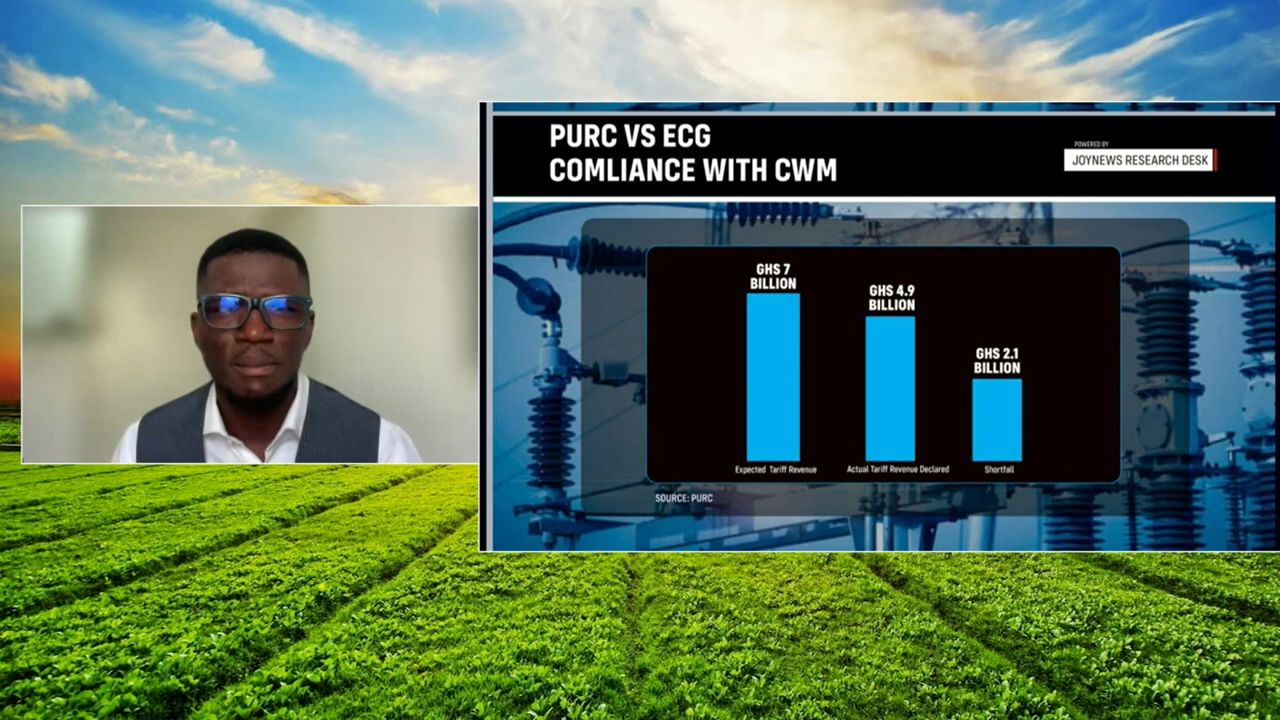 PURC VS ECG
COMLIANCE WITH CWM
POWERED BY
JOYNEWS RESEARCH DESK
GHS 7
BILLION
GHS 4.9
BILLION
GHS 2.1
BILLION
Expected Tariff Revenue
Actual Tariff Revenue Declared
Shortfall
SOURCE: PURC